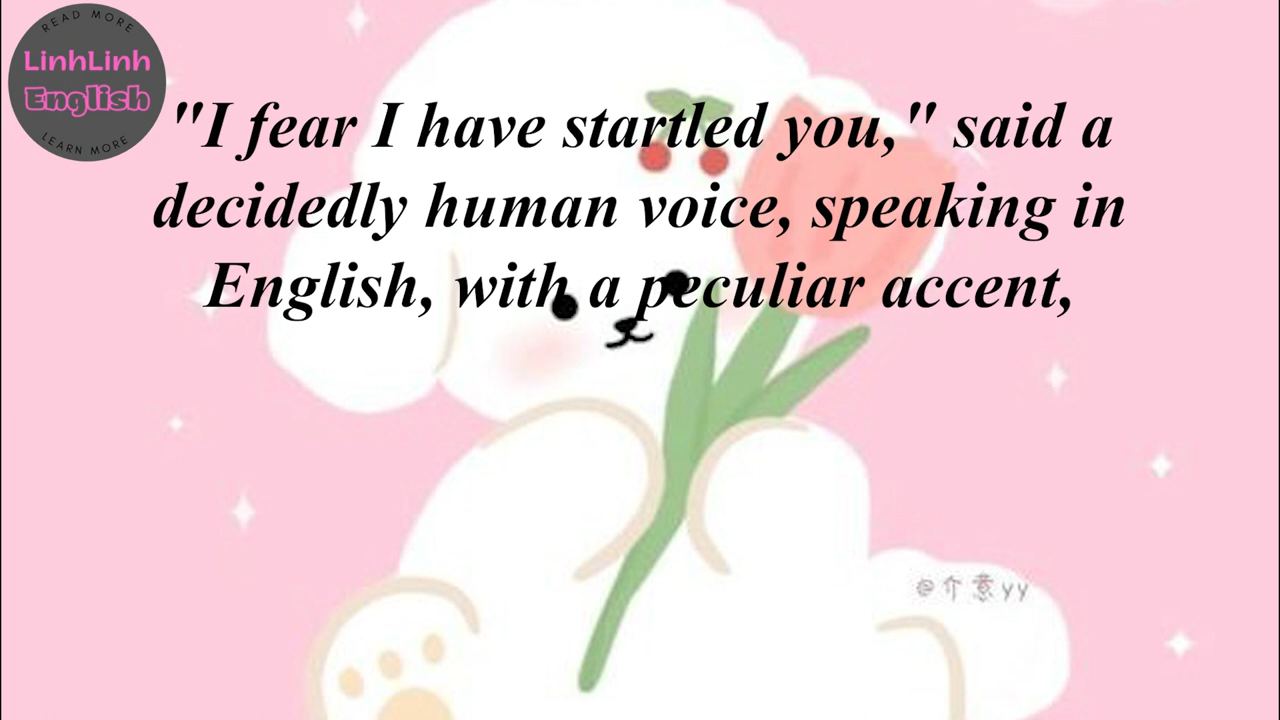 READ MORE
LinhLinh
English
LEARN MORE
"I fear I have startled you," said a
decidedly human voice, speaking in
English, with a peculiar accent,
@介意yy